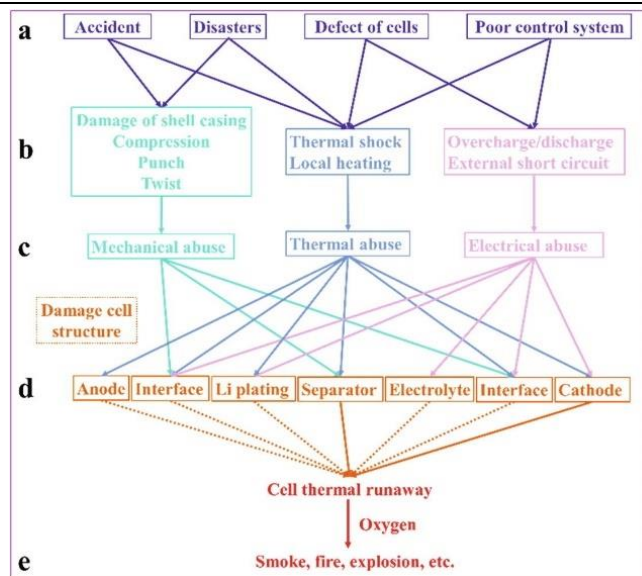 a
Accident
Disasters
Defect of cells
Poor control system
b
Damage of shell casing
Compression
Punch
Twist
Thermal shock
Local heating
Overcharge/discharge
External short circuit
c
Mechanical abuse
Thermal abuse
Electrical abuse
Damage cell
structure
d
Anode
Interface
Li plating
Separator
Electrolyte
Interface
Cathode
Cell thermal runaway
Oxygen
e
Smoke, fire, explosion, etc.